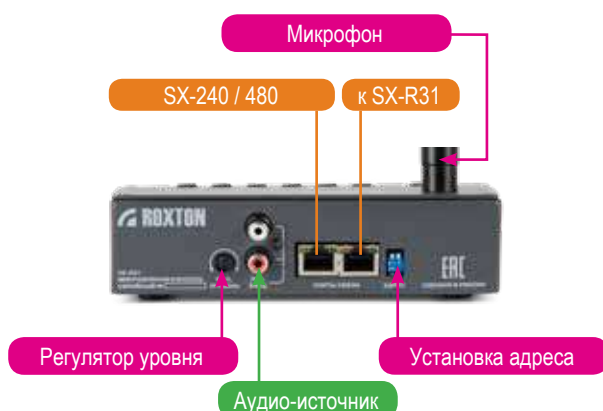 Микрофон
SX-240 / 480
к SX-R31
ROXTON
EAC
Регулятор уровня
Установка адреса
Аудио-источник